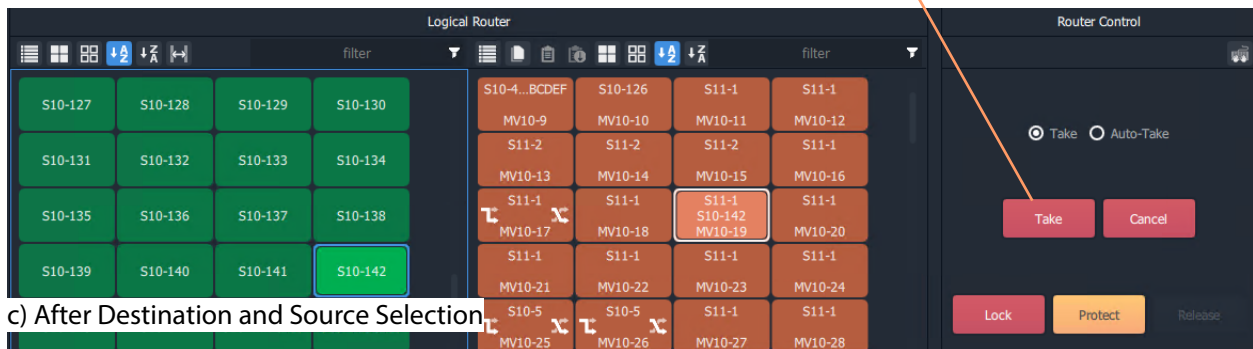 Logical Router
Router Control
filter
filter
S10-127 S10-128 S10-129 S10-130
S10-131 S10-132 S10-133 S10-134
S10-135 S10-136 S10-137 S10-138
S10-139 S10-140 S10-141 S10-142
S10-4...BCDEF S10-126 S11-1 S11-1
MV10-9 MV10-10 MV10-11 MV10-12
S11-2 S11-2 S11-2 S11-1
MV10-13 MV10-14 MV10-15 MV10-16
S11-1 S11-1 S11-1 S11-1
S10-142
MV10-17 MV10-18 MV10-19 MV10-20
S11-1 S11-1 S11-1 S11-1
MV10-21 MV10-22 MV10-23 MV10-24
S10-5 S10-5 S11-1 S11-1
MV10-25 MV10-26 MV10-27 MV10-28
Take Auto-Take
Take Cancel
Lock Protect Release
c) After Destination and Source Selection